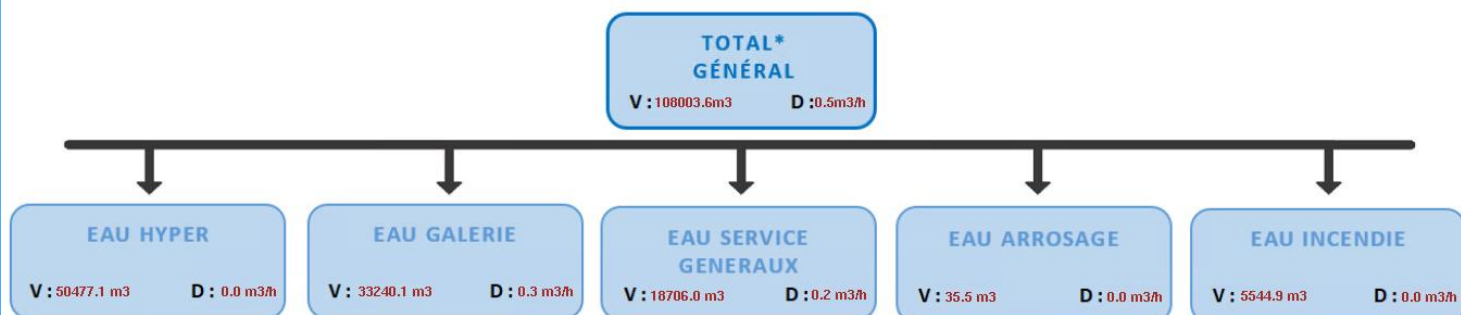 TOTAL*
GÉNÉRAL
V : 108003.6m3 D :0.5m3/h
EAU HYPER
V : 50477.1 m3 D : 0.0 m3/h
EAU GALERIE
V : 33240.1 m3 D : 0.3 m3/h
EAU SERVICE
GENERAUX
V : 18706.0 m3 D : 0.2 m3/h
EAU ARROSAGE
V : 35.5 m3 D : 0.0 m3/h
EAU INCENDIE
V : 5544.9 m3 D : 0.0 m3/h